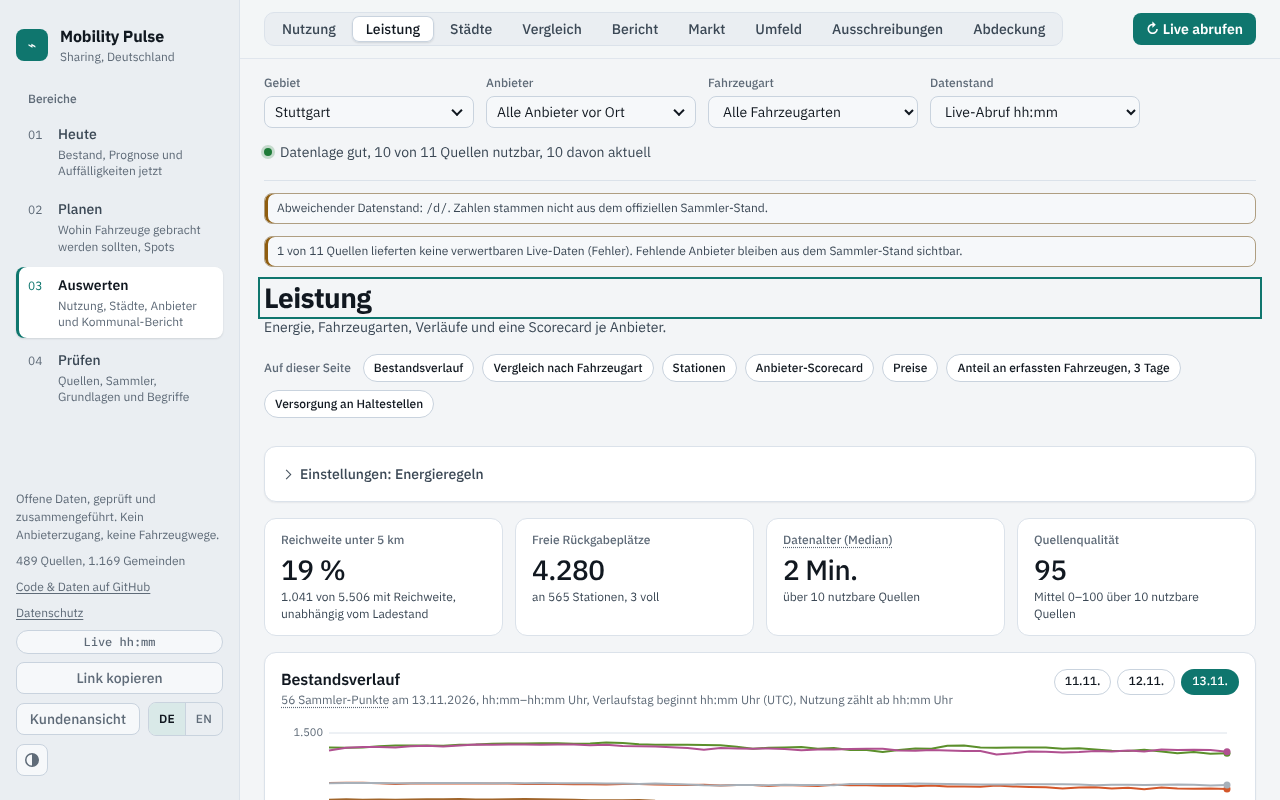 Mobility Pulse
Sharing, Deutschland
Bereiche
01 Heute
Bestand, Prognose und
Auffälligkeiten jetzt
02 Planen
Wohin Fahrzeuge gebracht
werden sollten, Spots
03 Auswerten
Nutzung, Städte, Anbieter
und Kommunal-Bericht
04 Prüfen
Quellen, Sammler,
Grundlagen und Begriffe
Offene Daten, geprüft und
zusammengeführt. Kein
Anbieterzugang, keine Fahrzeugwege.
489 Quellen, 1.169 Gemeinden
Code & Daten auf GitHub
Datenschutz
Live hh:mm
Link kopieren
Kundenansicht DE EN
Nutzung Leistung Städte Vergleich Bericht Markt Umfeld Ausschreibungen Abdeckung
↻ Live abrufen
Gebiet Anbieter Fahrzeugart Datenstand
Stuttgart Alle Anbieter vor Ort Alle Fahrzeugarten Live-Abruf hh:mm
Datenlage gut, 10 von 11 Quellen nutzbar, 10 davon aktuell
Abweichender Datenstand: /d/. Zahlen stammen nicht aus dem offiziellen Sammler-Stand.
1 von 11 Quellen lieferten keine verwertbaren Live-Daten (Fehler). Fehlende Anbieter bleiben aus dem Sammler-Stand sichtbar.
Leistung
Energie, Fahrzeugarten, Verläufe und eine Scorecard je Anbieter.
Auf dieser Seite Bestandsverlauf Vergleich nach Fahrzeugart Stationen Anbieter-Scorecard Preise Anteil an erfassten Fahrzeugen, 3 Tage
Versorgung an Haltestellen
Einstellungen: Energieregeln
Reichweite unter 5 km
19 %
1.041 von 5.506 mit Reichweite,
unabhängig vom Ladestand
Freie Rückgabeplätze
4.280
an 565 Stationen, 3 voll
Datenalter (Median)
2 Min.
über 10 nutzbare Quellen
Quellenqualität
95
Mittel 0–100 über 10 nutzbare
Quellen
Bestandsverlauf
56 Sammler-Punkte am 13.11.2026, hh:mm–hh:mm Uhr, Verlaufstag beginnt hh:mm Uhr (UTC), Nutzung zählt ab hh:mm Uhr
11.11. 12.11. 13.11.
1.500